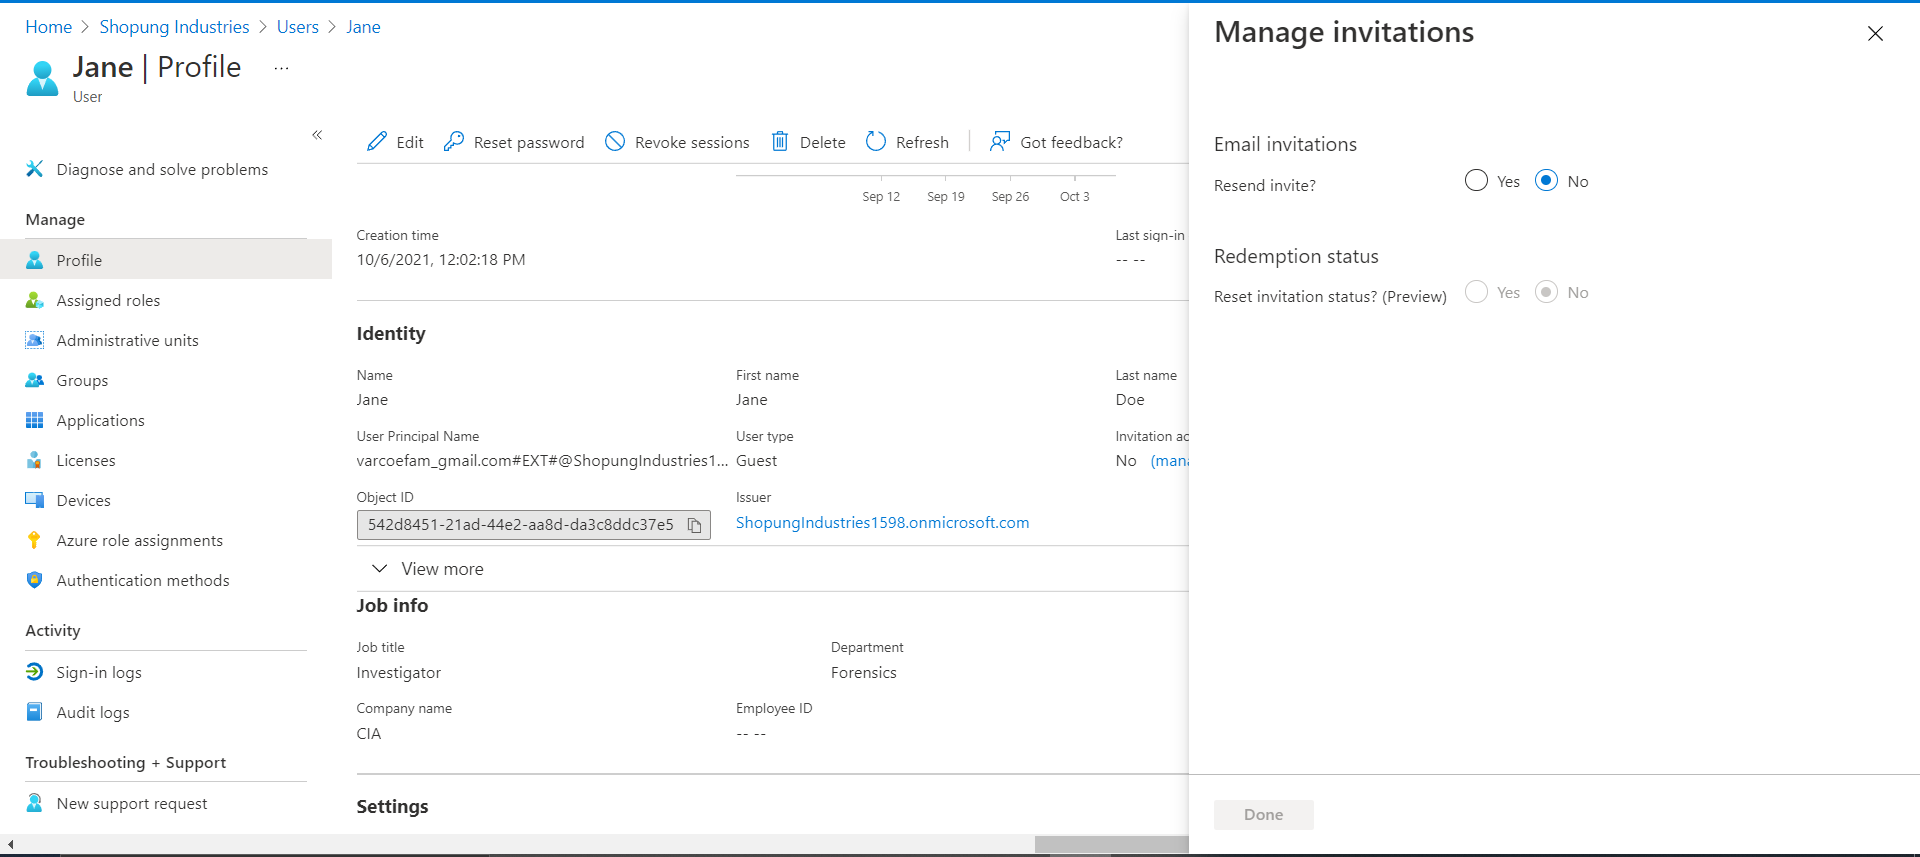 Home > Shopung Industries > Users > Jane
Jane | Profile ...
User
«
Diagnose and solve problems
Manage
Profile
Assigned roles
Administrative units
Groups
Applications
Licenses
Devices
Azure role assignments
Authentication methods
Activity
Sign-in logs
Audit logs
Troubleshooting + Support
New support request
Edit Reset password Revoke sessions Delete Refresh Got feedback?
Sep 12 Sep 19 Sep 26 Oct 3
Creation time Last sign-in
10/6/2021, 12:02:18 PM -- --
Identity
Name First name Last name
Jane Jane Doe
User Principal Name User type Invitation ac
varcoefam_gmail.com#EXT#@ShopungIndustries1... Guest No (mana
Object ID Issuer
542d8451-21ad-44e2-aa8d-da3c8ddc37e5 ShopungIndustries1598.onmicrosoft.com
View more
Job info
Job title Department
Investigator Forensics
Company name Employee ID
CIA -- --
Settings
Manage invitations
Email invitations
Resend invite? Yes No
Redemption status
Reset invitation status? (Preview) Yes No
Done